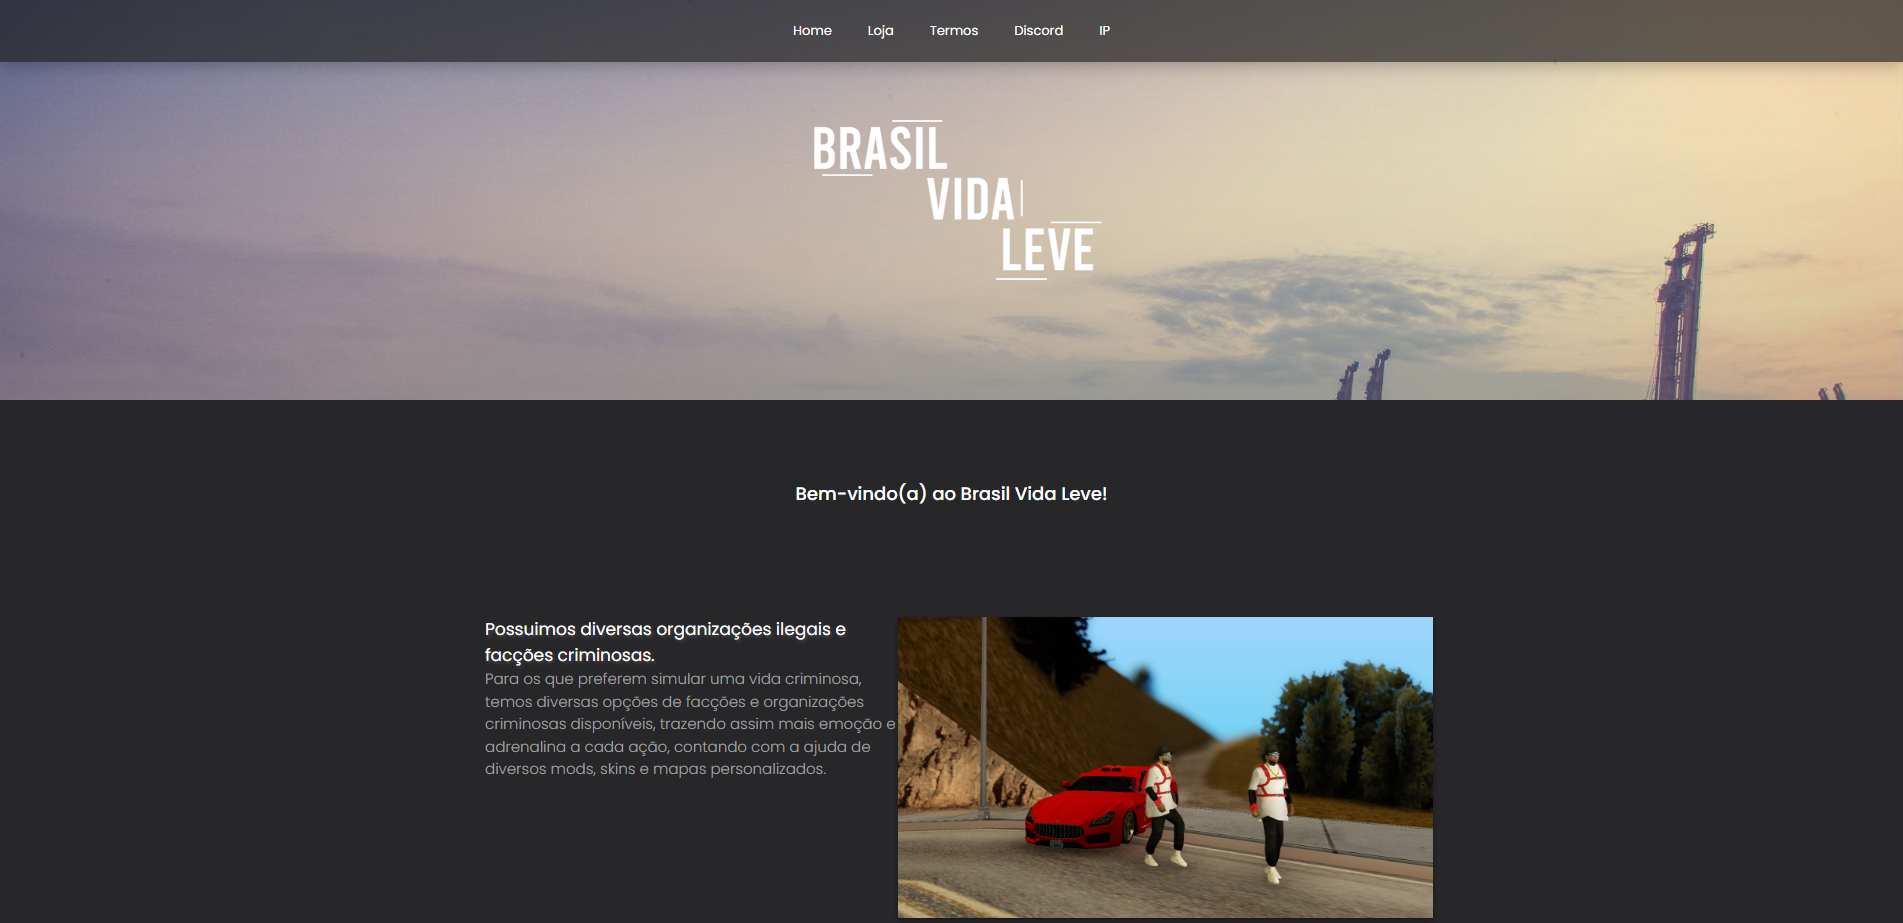 Home Loja Termos Discord IP
BRASIL
VIDA
LEVE
Bem-vindo(a) ao Brasil Vida Leve!
Possuimos diversas organizações ilegais e
facções criminosas.
Para os que preferem simular uma vida criminosa,
temos diversas opções de facções e organizações
criminosas disponíveis, trazendo assim mais emoção e
adrenalina a cada ação, contando com a ajuda de
diversos mods, skins e mapas personalizados.